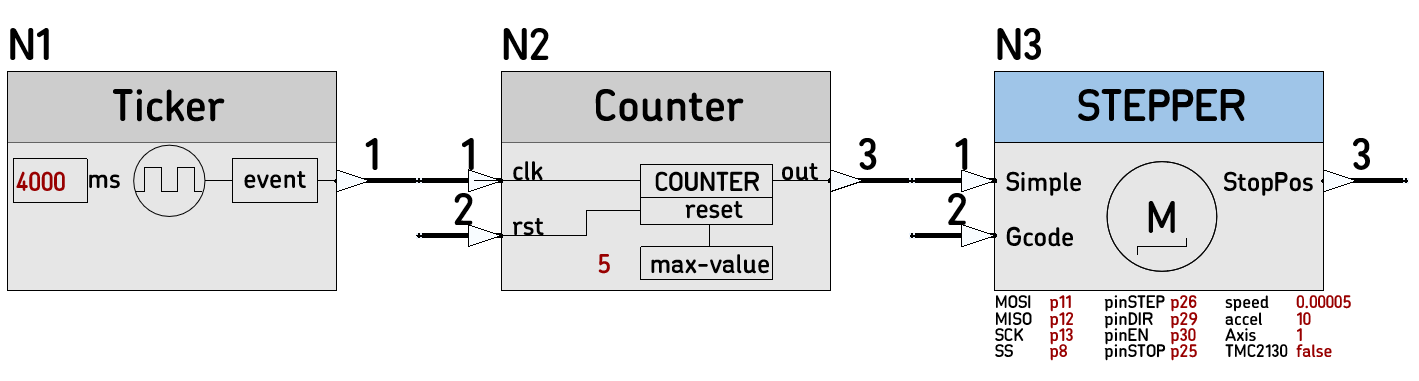 N1
N2
N3
Ticker
Counter
STEPPER
1
1
3
1
3
4000 ms
event
clk
COUNTER
out
Simple
StopPos
2
rst
reset
2
Gcode
M
5
max-value
MOSI p11 pinSTEP p26 speed 0.00005
MISO p12 pinDIR p29 accel 10
SCK p13 pinEN p30 Axis 1
SS p8 pinSTOP p25 TMC2130 false